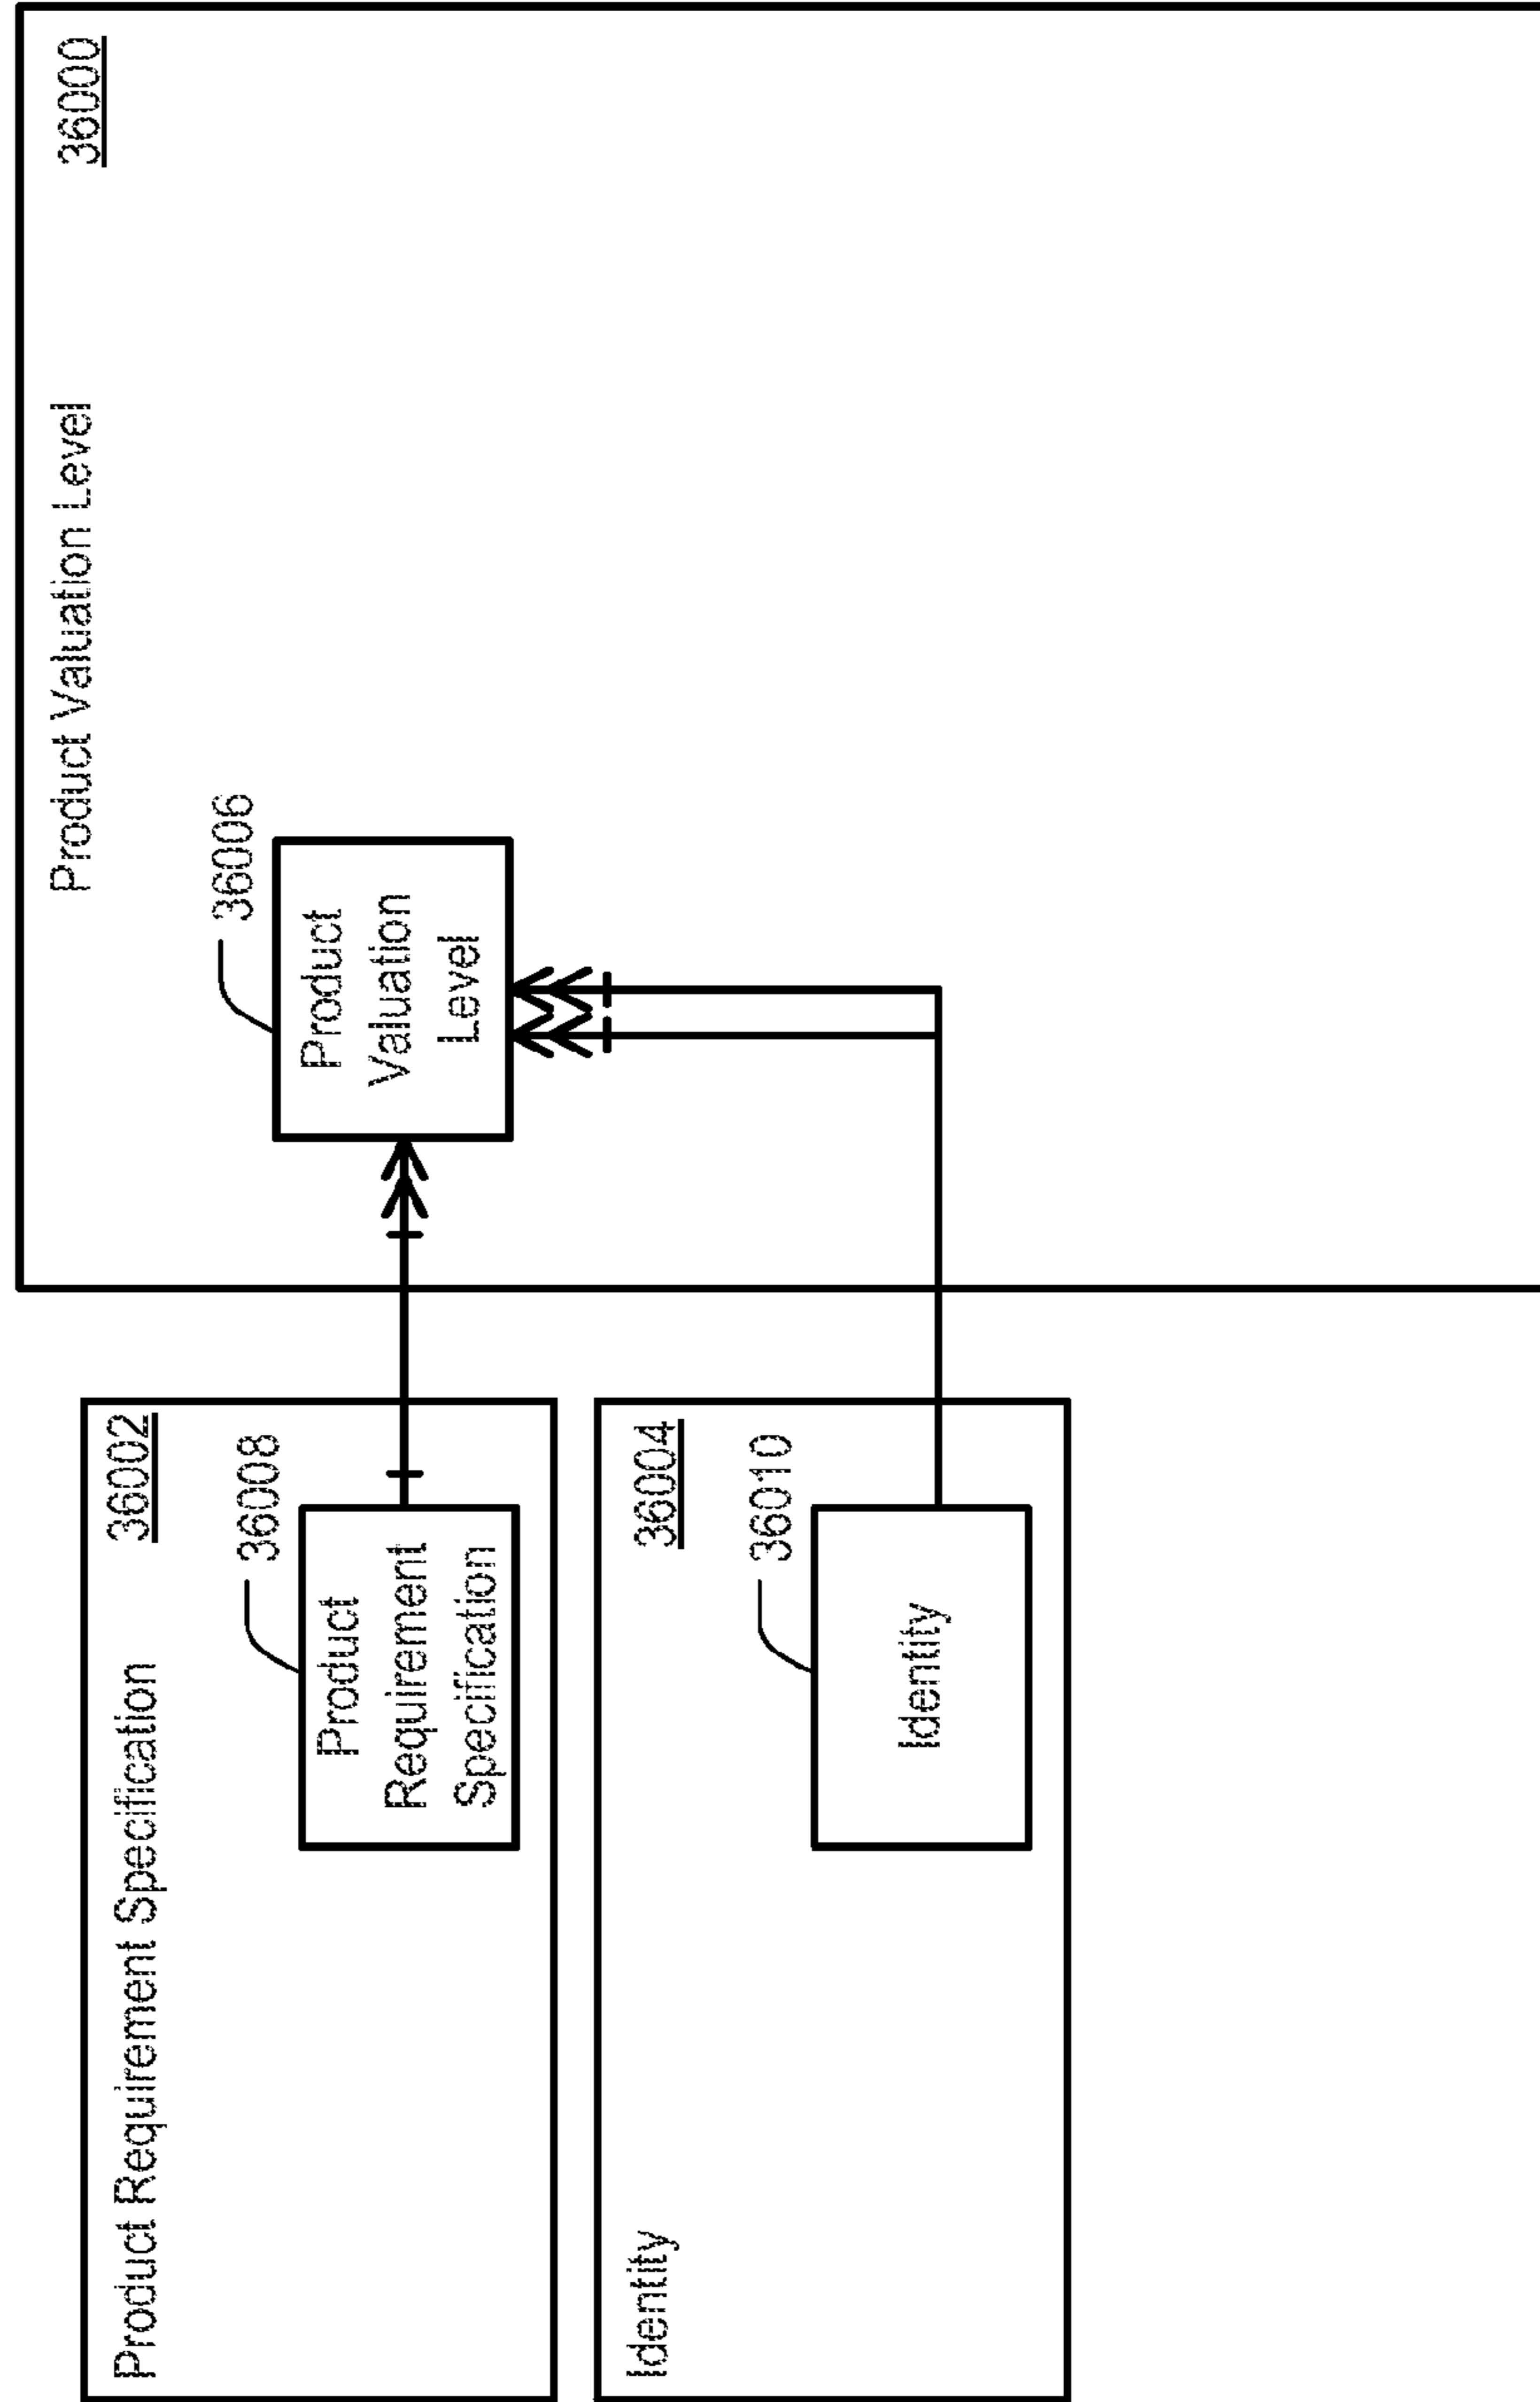 Product Requirement Specification
36002
36008
Product
Requirement
Specification
Identity
36004
36010
Identity
Product Valuation Level
36000
36006
Product
Valuation
Level